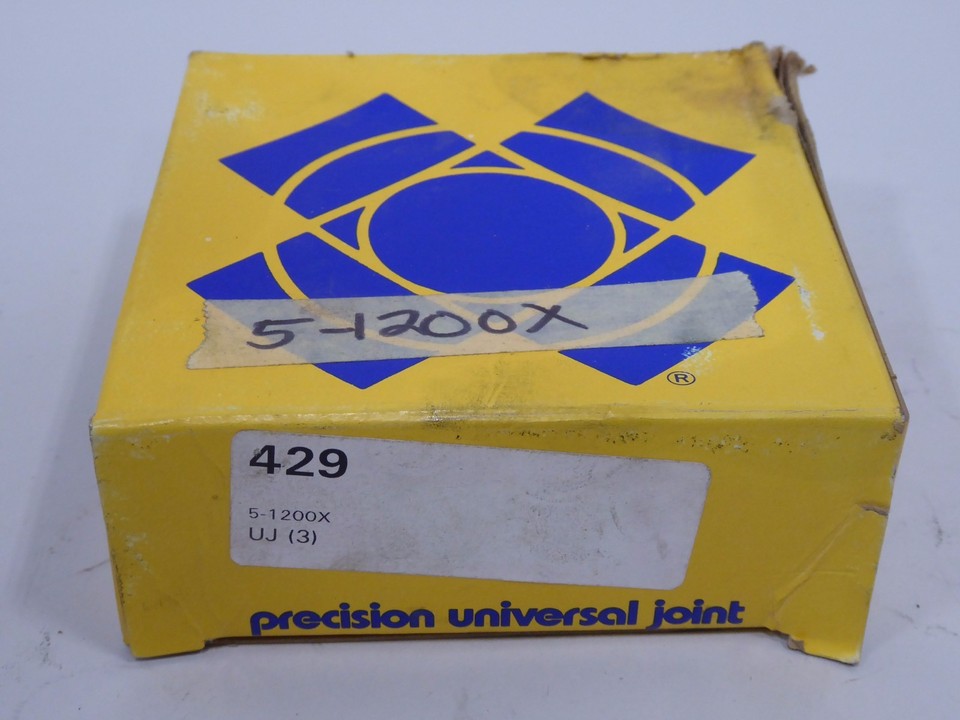 5-1200X
®
429
5-1200X
UJ (3)
precision universal joint